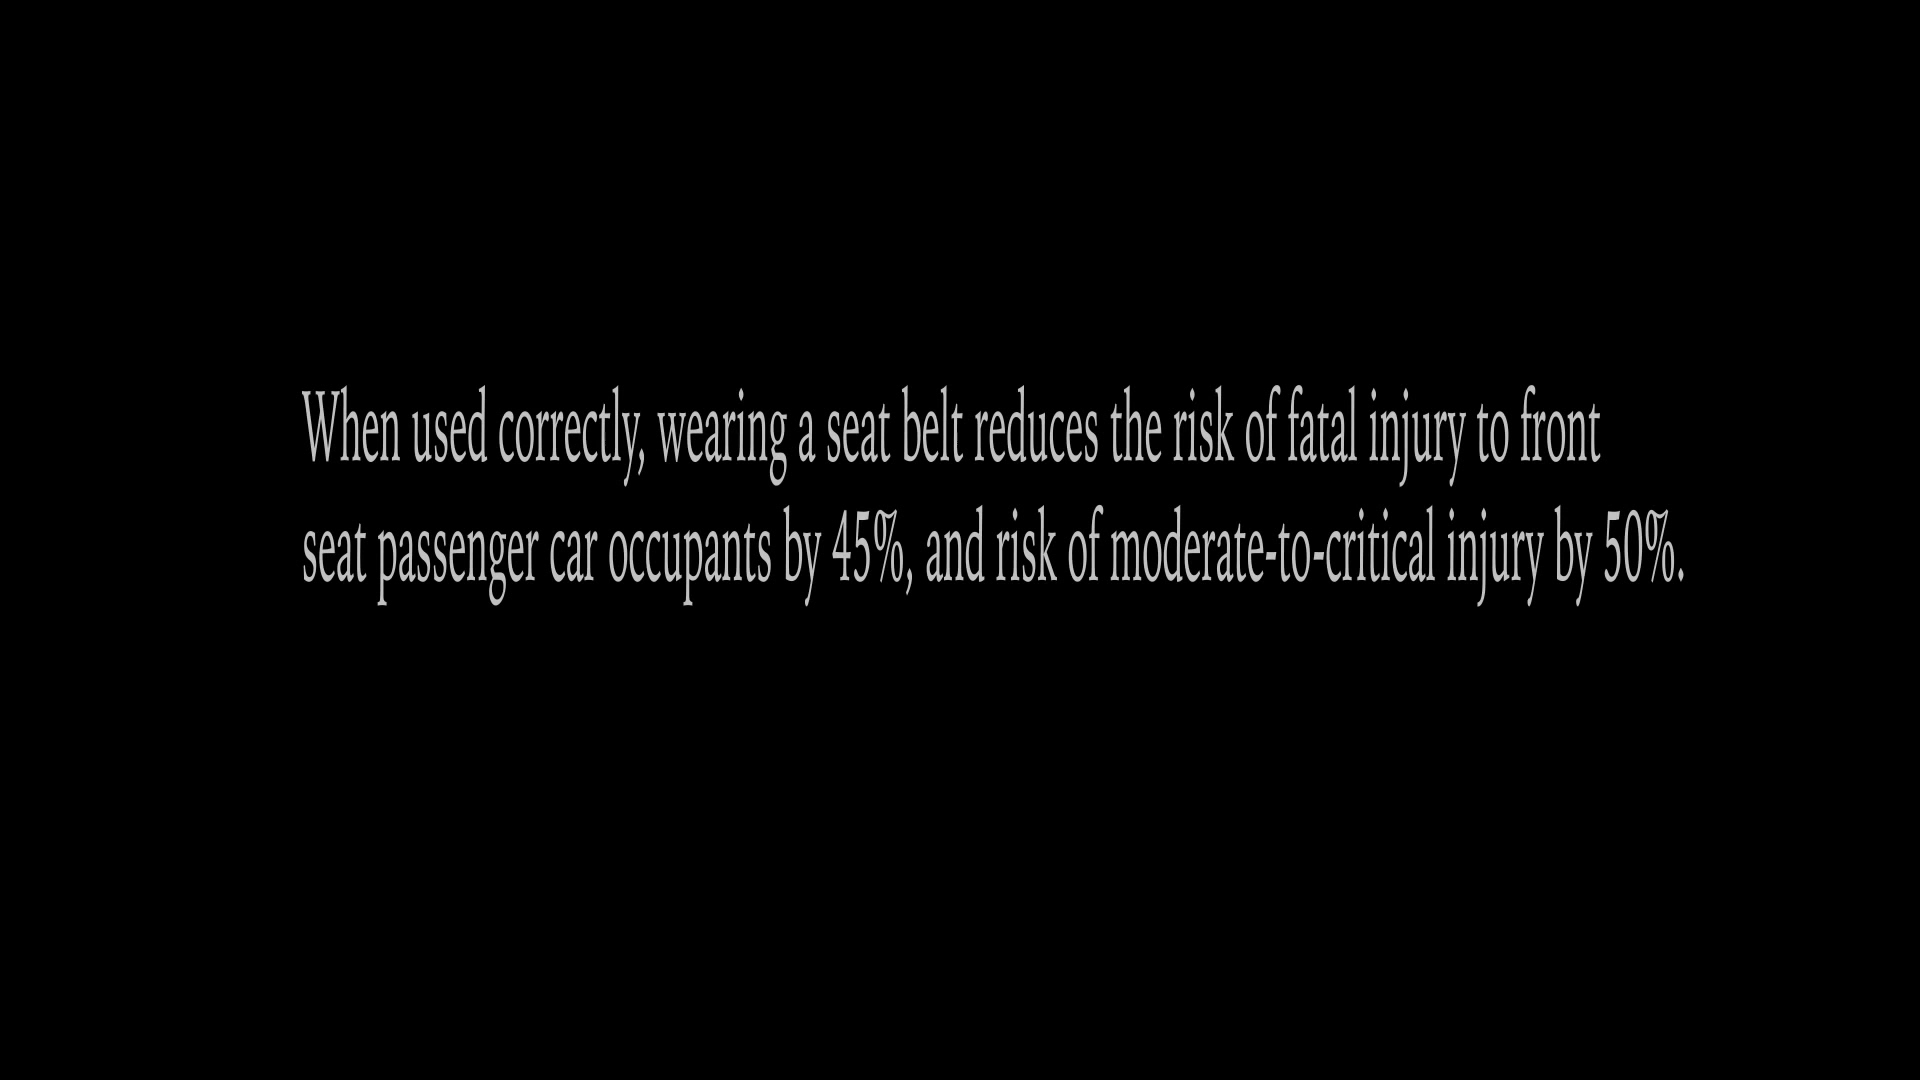 When used correctly, wearing a seat belt reduces the risk of fatal injury to front
seat passenger car occupants by 45%, and risk of moderate-to-critical injury by 50%.